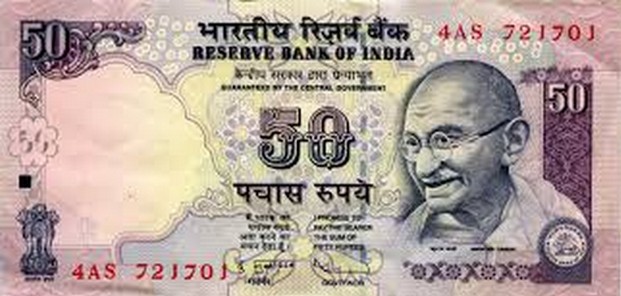 50
भारतीय रिज़र्व बैंक
4AS 721701
RESERVE BANK OF INDIA
केन्द्रीय सरकार द्वारा प्रत्याभूत
GUARANTEED BY THE CENTRAL GOVERNMENT
50
50
50
पचास रुपये
I PROMISE TO
PAY THE BEARER
THE SUM OF
FIFTY RUPEES
4AS 721701
GOVERNOR